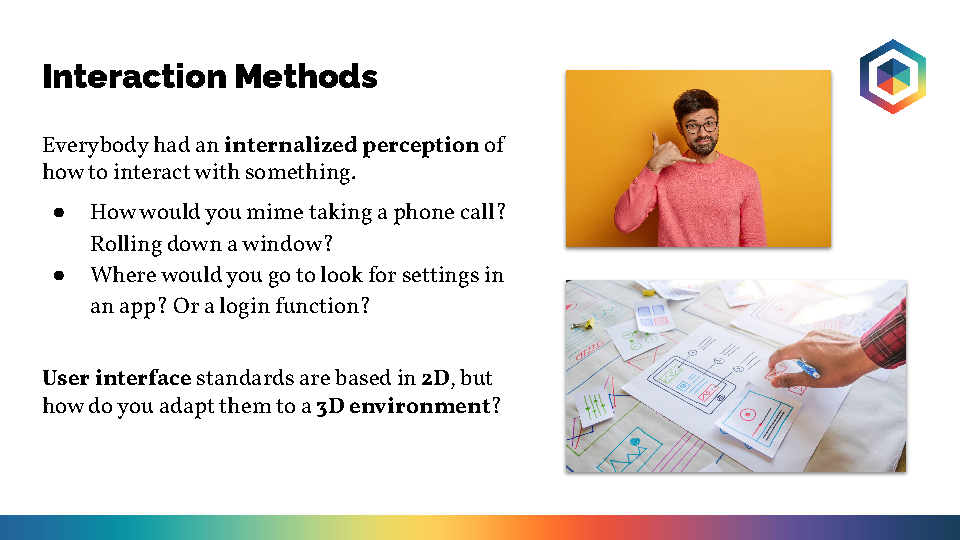 Interaction Methods
Everybody had an internalized perception of
how to interact with something.
● How would you mime taking a phone call?
Rolling down a window?
● Where would you go to look for settings in
an app? Or a login function?
User interface standards are based in 2D, but
how do you adapt them to a 3D environment?